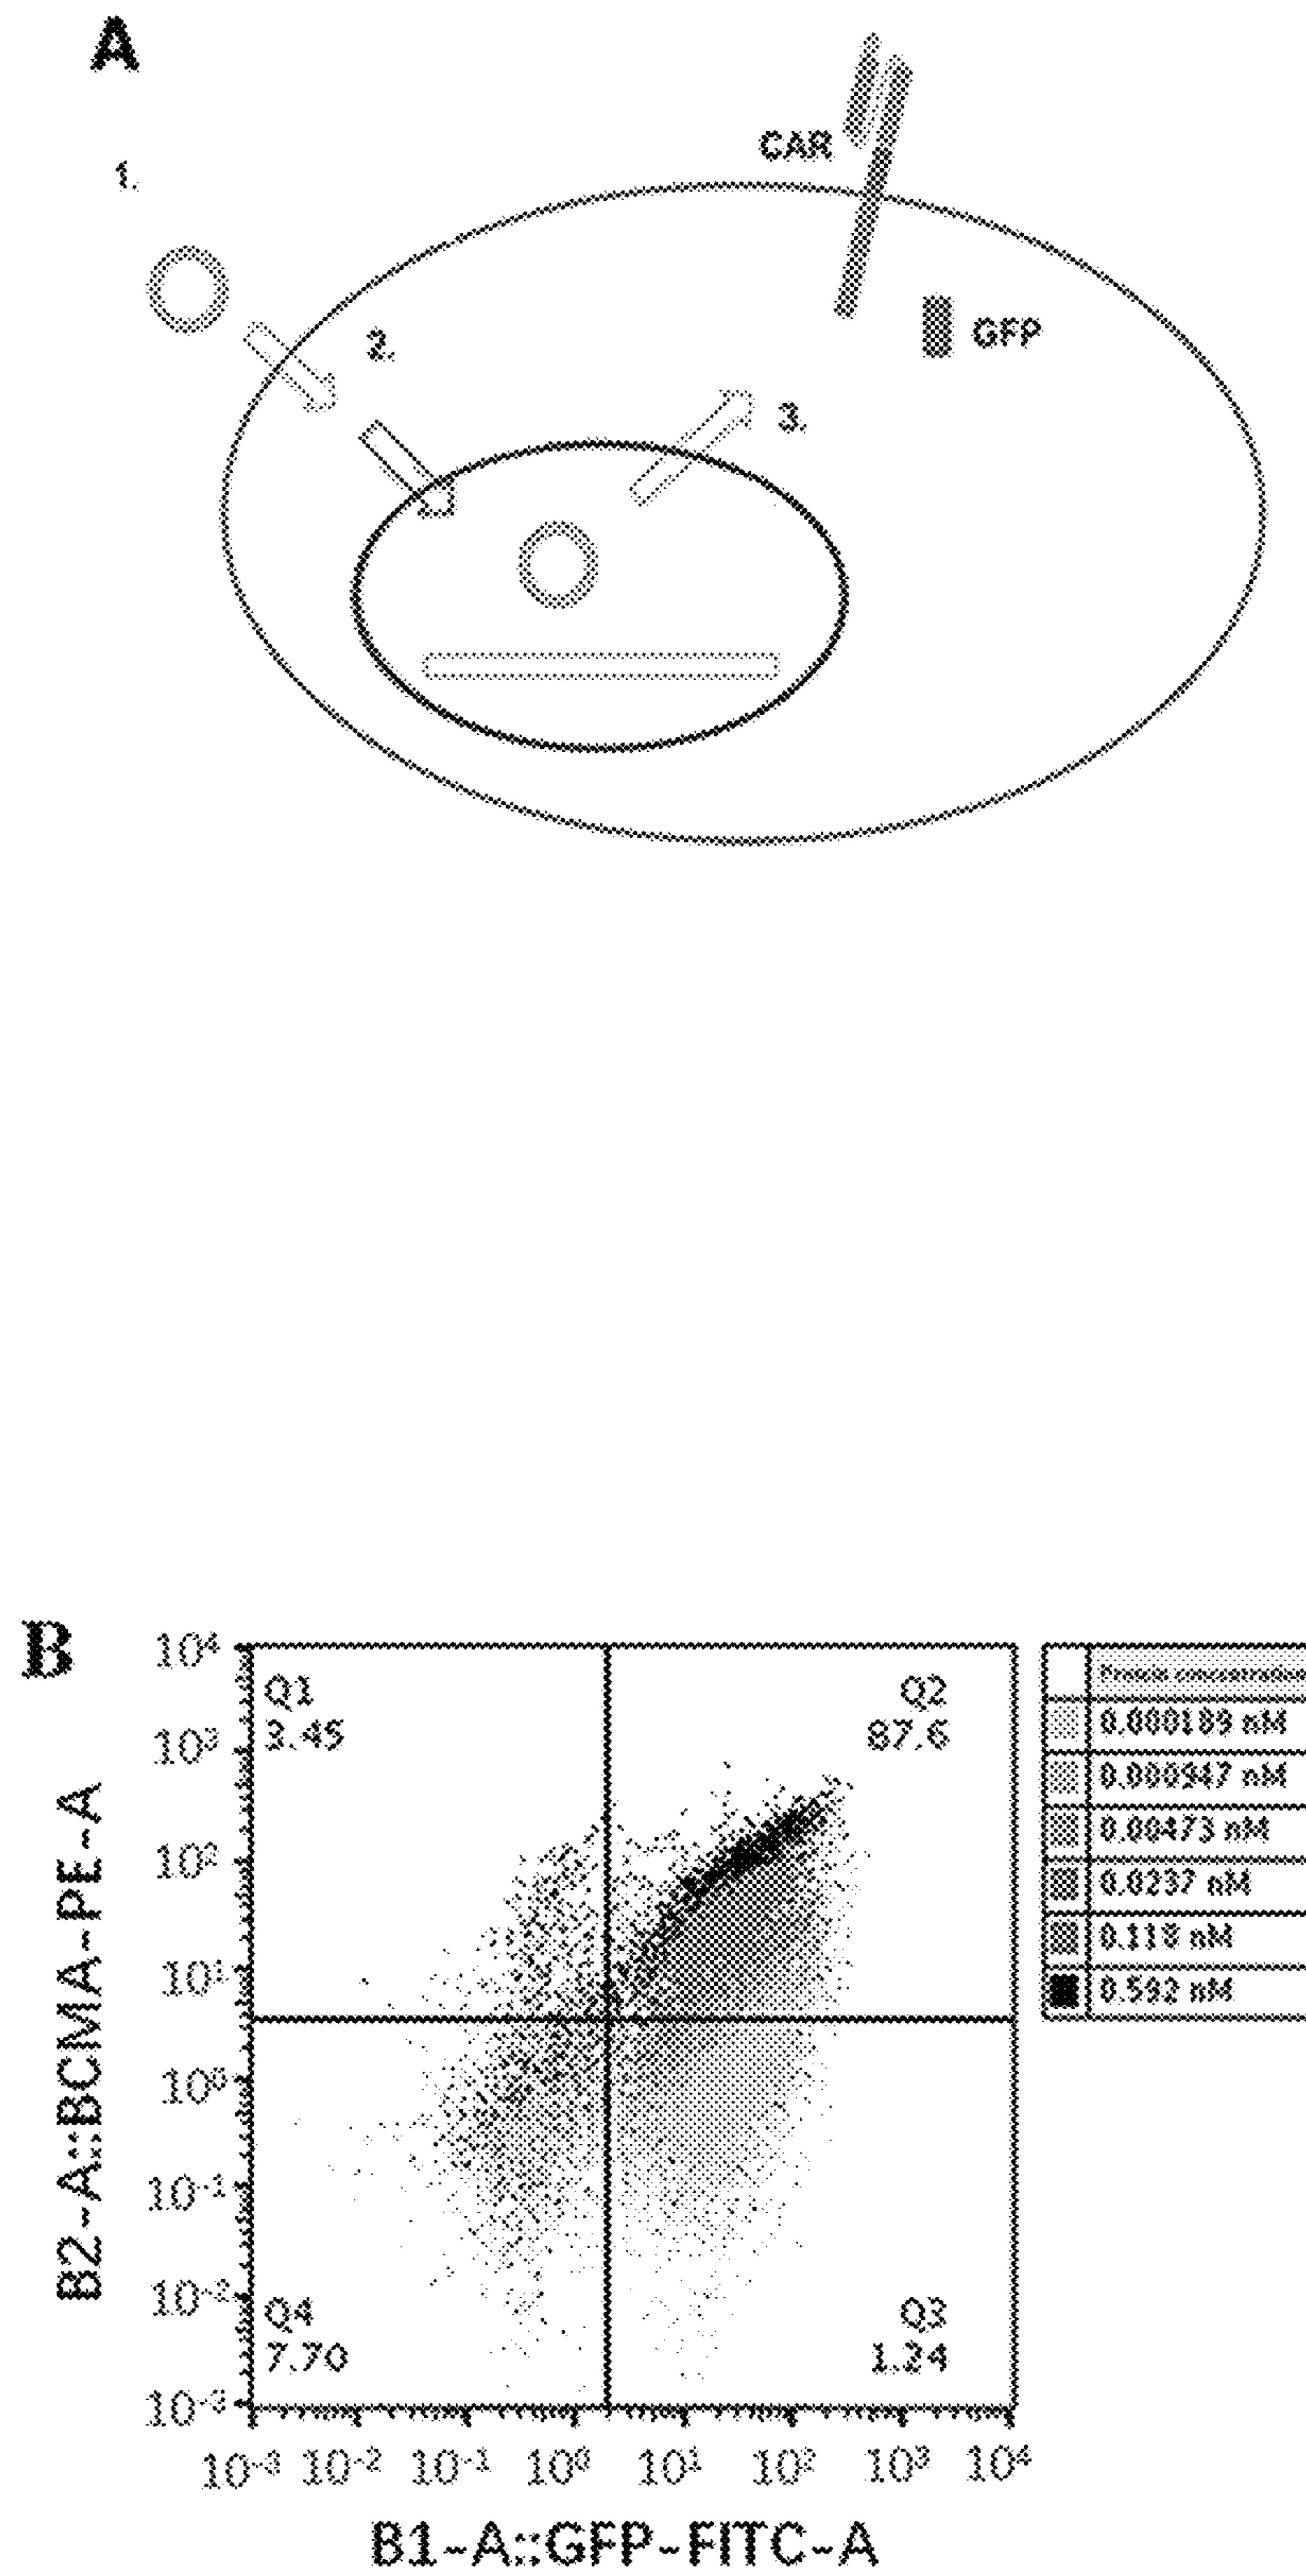 A
CAR
1.
2.
GFP
3.
B
10⁴
10³
10²
10¹
10⁰
10⁻¹
10⁻²
10⁻³
B2-A::BCMA-PE-A
Q1
3.45
Q2
87.6
Q4
7.70
Q3
1.24
10⁻³ 10⁻² 10⁻¹ 10⁰ 10¹ 10² 10³ 10⁴
B1-A::GFP-FITC-A
concentration
0.000189 nM
0.000947 nM
0.00473 nM
0.0237 nM
0.118 nM
0.592 nM